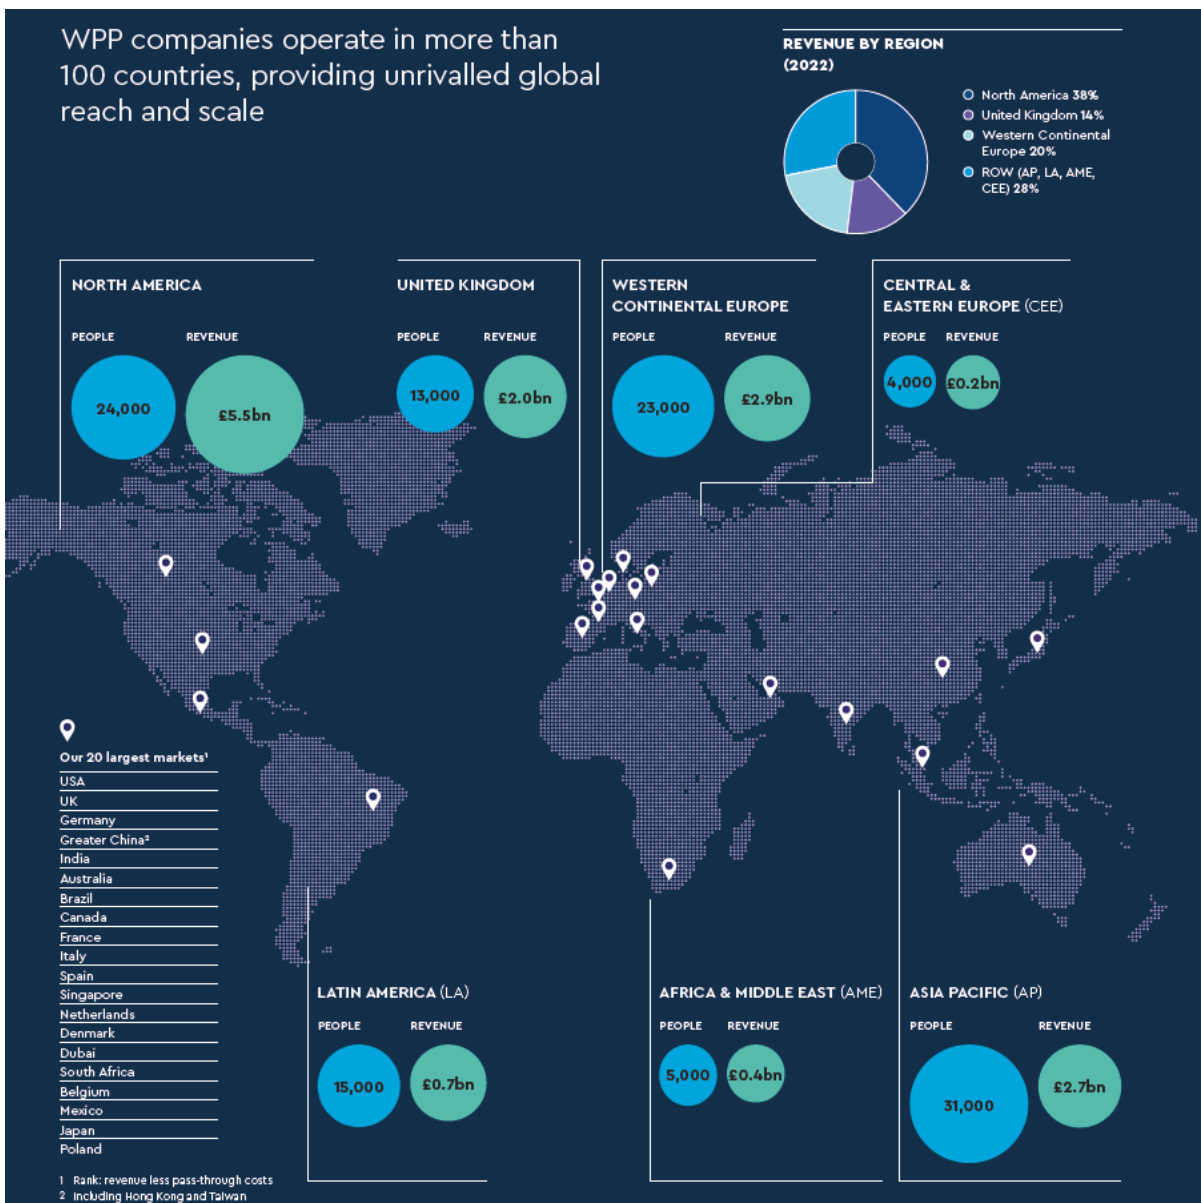 WPP companies operate in more than
100 countries, providing unrivalled global
reach and scale
REVENUE BY REGION
(2022)
North America 38%
United Kingdom 14%
Western Continental
Europe 20%
ROW (AP, LA, AME,
CEE) 28%
NORTH AMERICA
PEOPLE REVENUE
24,000 £5.5bn
UNITED KINGDOM
PEOPLE REVENUE
13,000 £2.0bn
WESTERN
CONTINENTAL EUROPE
PEOPLE REVENUE
23,000 £2.9bn
CENTRAL &
EASTERN EUROPE (CEE)
PEOPLE REVENUE
4,000 £0.2bn
Our 20 largest markets¹
USA
UK
Germany
Greater China²
India
Australia
Brazil
Canada
France
Italy
Spain
Singapore
Netherlands
Denmark
Dubai
South Africa
Belgium
Mexico
Japan
Poland
1 Rank: revenue less pass-through costs
2 Including Hong Kong and Taiwan
LATIN AMERICA (LA)
PEOPLE REVENUE
15,000 £0.7bn
AFRICA & MIDDLE EAST (AME)
PEOPLE REVENUE
5,000 £0.4bn
ASIA PACIFIC (AP)
PEOPLE REVENUE
31,000 £2.7bn